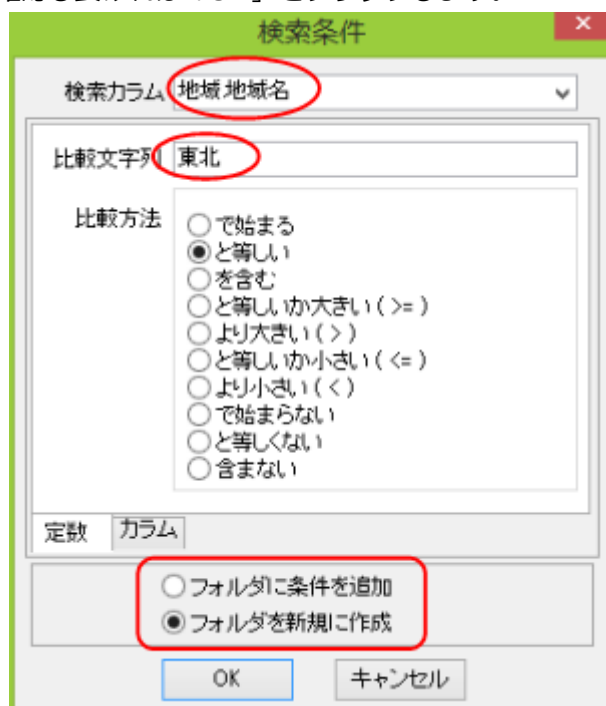 検索条件
検索カラム 地域.地域名
比較文字列 東北
比較方法
で始まる
と等しい
を含む
と等しいか大きい ( >= )
より大きい ( > )
と等しいか小さい ( <= )
より小さい ( < )
で始まらない
と等しくない
含まない
定数 カラム
フォルダに条件を追加
フォルダを新規に作成
OK キャンセル